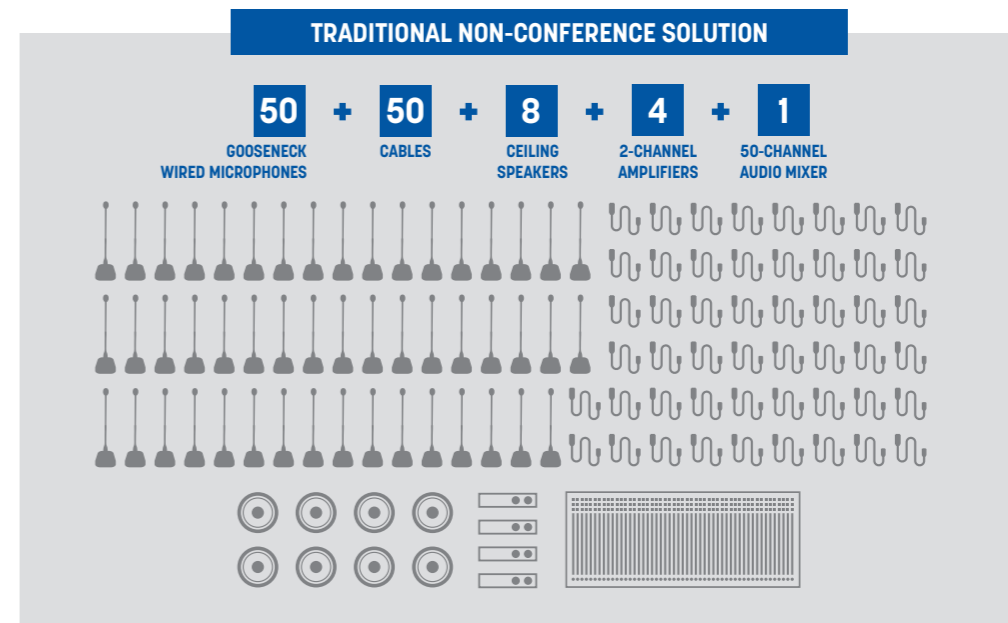 TRADITIONAL NON-CONFERENCE SOLUTION
50 + 50 + 8 + 4 + 1
GOOSENECK
WIRED MICROPHONES
CABLES
CEILING
SPEAKERS
2-CHANNEL
AMPLIFIERS
50-CHANNEL
AUDIO MIXER